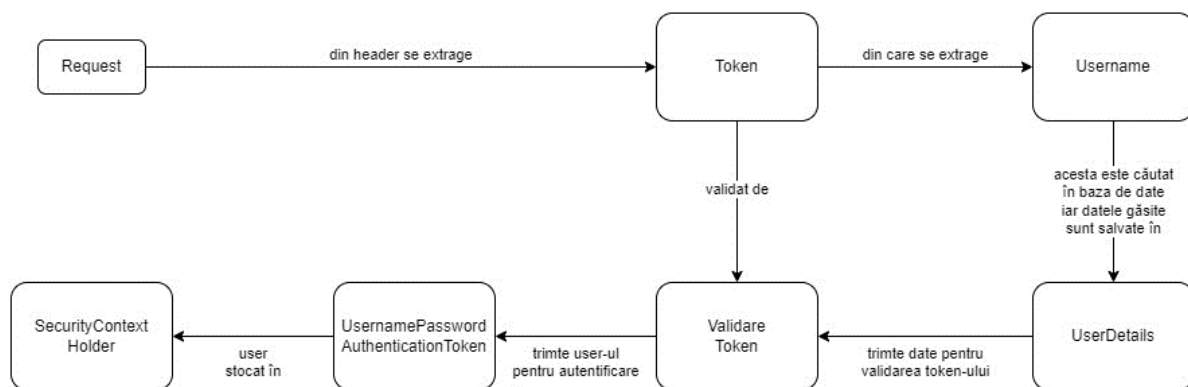 Request
din header se extrage
Token
din care se extrage
Username
validat de
acesta este căutat
în baza de date
iar datele găsite
sunt salvate în
SecurityContext
Holder
user
stocat în
UsernamePassword
AuthenticationToken
trimte user-ul
pentru autentificare
Validare
Token
trimte date pentru
validarea token-ului
UserDetails